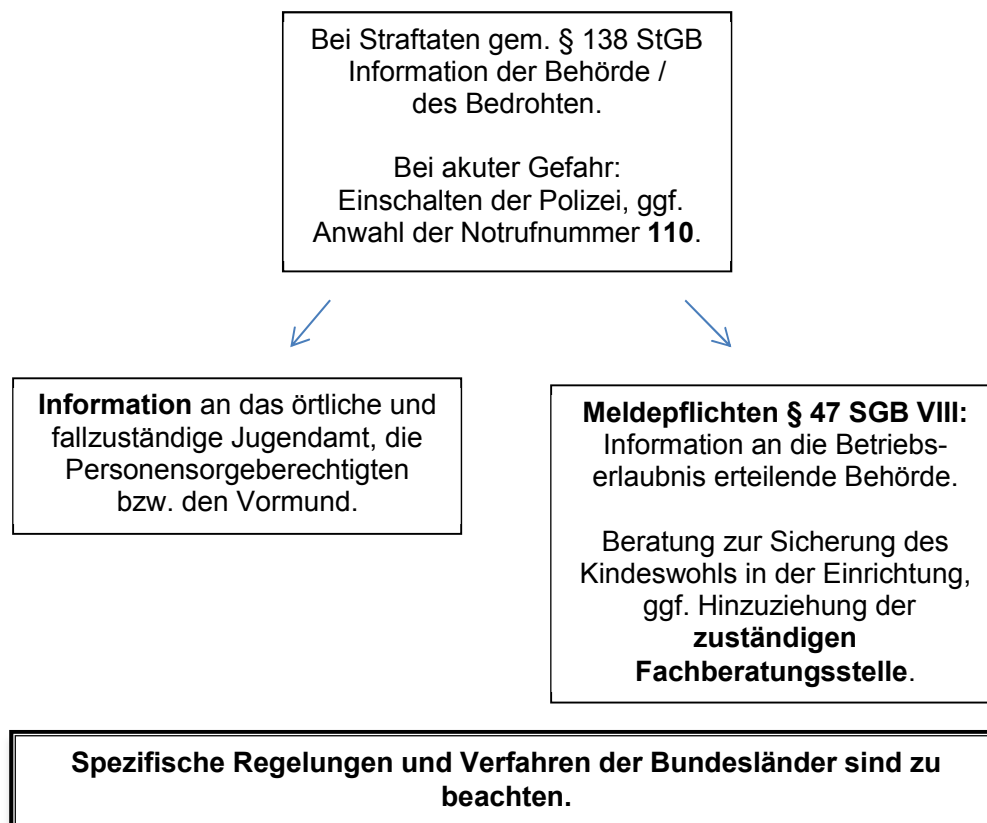 Bei Straftaten gem. § 138 StGB
Information der Behörde /
des Bedrohten.
Bei akuter Gefahr:
Einschalten der Polizei, ggf.
Anwahl der Notrufnummer 110.
Information an das örtliche und
fallzuständige Jugendamt, die
Personensorgeberechtigten
bzw. den Vormund.
Meldepflichten § 47 SGB VIII:
Information an die Betriebs-
erlaubnis erteilende Behörde.
Beratung zur Sicherung des
Kindeswohls in der Einrichtung,
ggf. Hinzuziehung der
zuständigen
Fachberatungsstelle.
Spezifische Regelungen und Verfahren der Bundesländer sind zu
beachten.